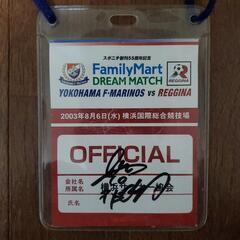 スポニチ創刊55周年記念
FamilyMart
DREAM MATCH
YOKOHAMA F·MARINOS vs REGGINA
REGGINA
2003年8月6日(水) 横浜国際総合競技場
OFFICIAL
会社名
所属名
氏名